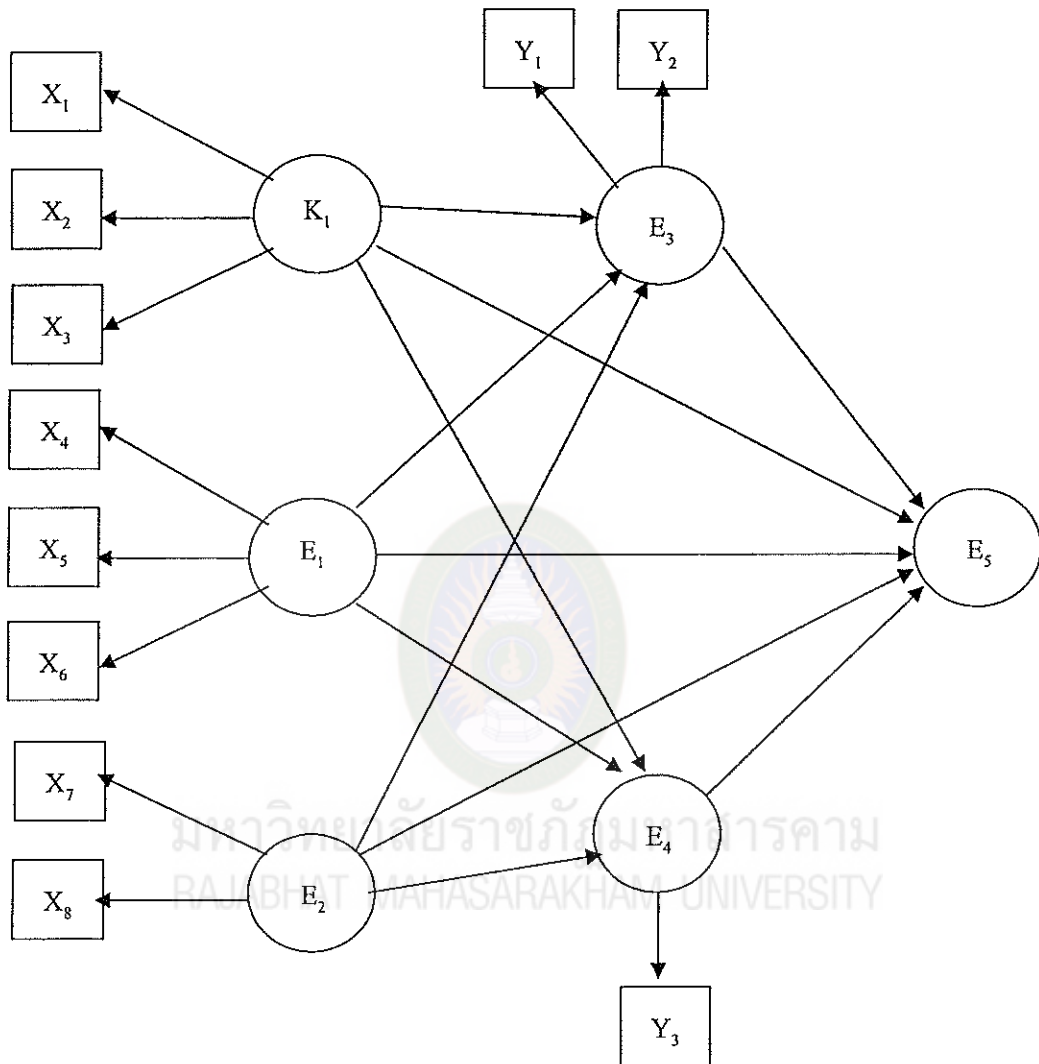 Y₁
Y₂
X₁
X₂
K₁
E₃
X₃
X₄
X₅
E₁
E₅
X₆
X₇
มหาวิทยาลัยราชภัฏมหาสารคาม
E₄
X₈
E₂
RAJABHAT MAHASARAKHAM UNIVERSITY
Y₃